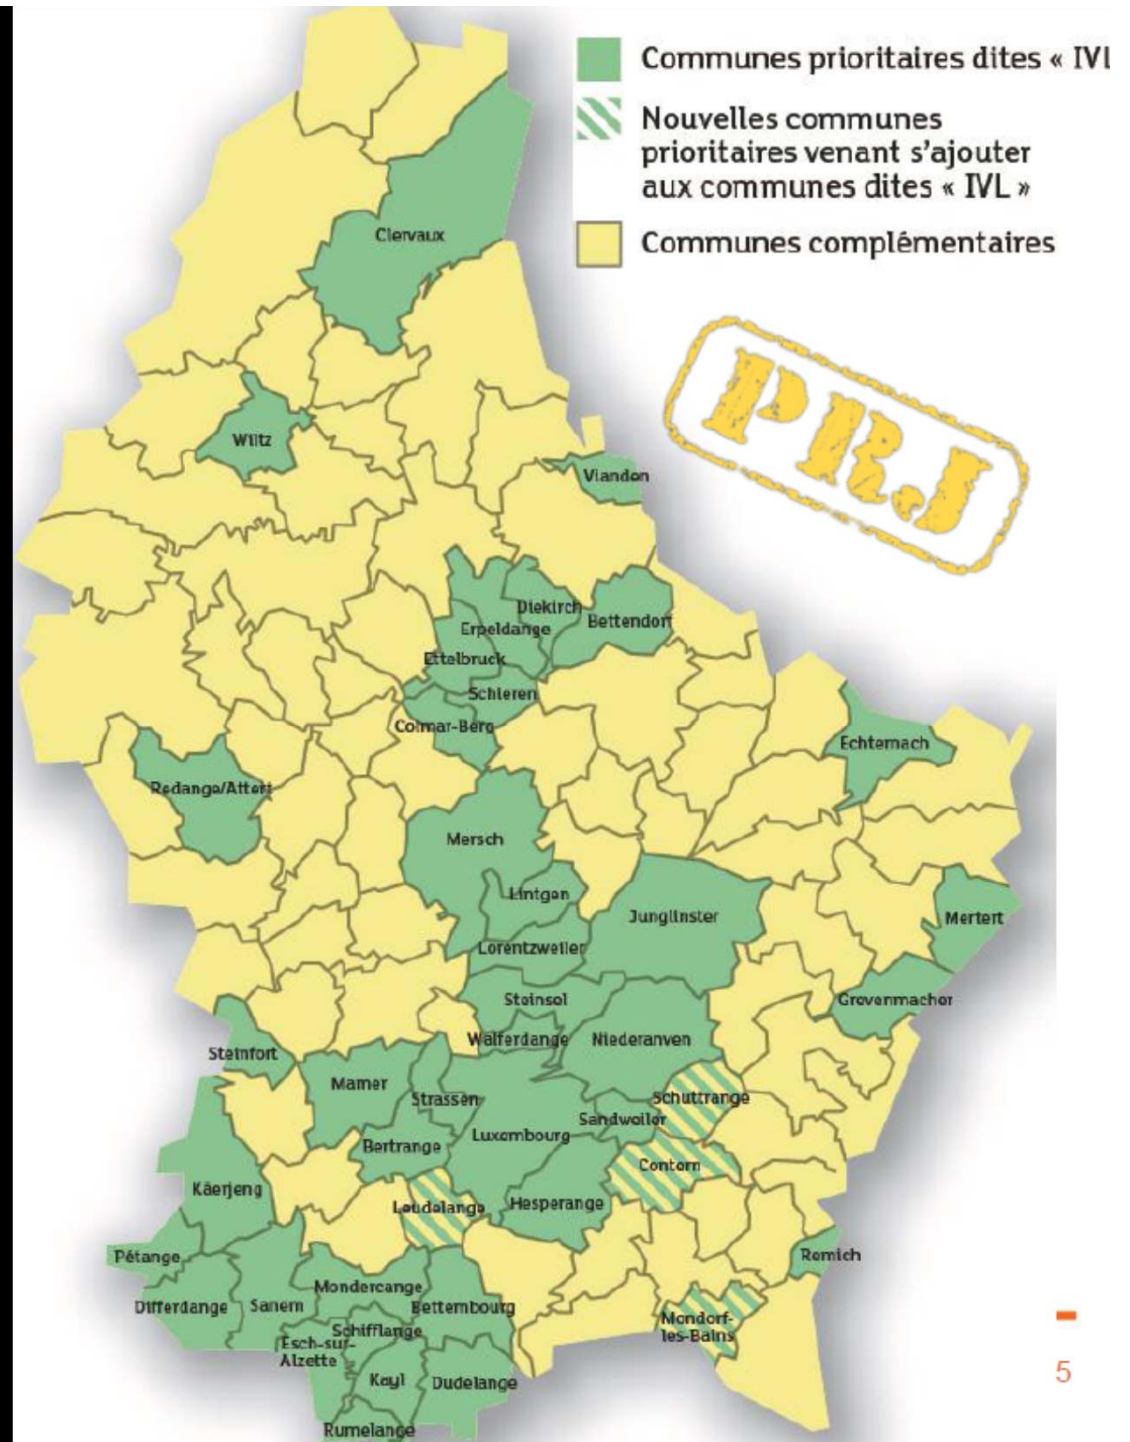 Communes prioritaires dites « IVL
Nouvelles communes
prioritaires venant s'ajouter
aux communes dites « IVL »
Communes complémentaires
PRJ
Clervaux
Wiltz
Vianden
Diekirch
Bettendorf
Erpeldange
Ettelbruck
Schieren
Colmar-Berg
Echternach
Redange/Attert
Mersch
Lintgen
Junglinster
Mertert
Lorentzweiler
Steinsel
Grevenmacher
Walferdange
Niederanven
Steinfort
Mamer
Strassen
Schuttrange
Sandweiler
Luxembourg
Bertrange
Contern
Käerjeng
Leudelange
Hesperange
Pétange
Remich
Mondercange
Differdange
Sanem
Bettembourg
Mondorf-
les-Bains
Schifflange
Esch-sur-
Alzette
Kayl
Dudelange
Rumelange
5